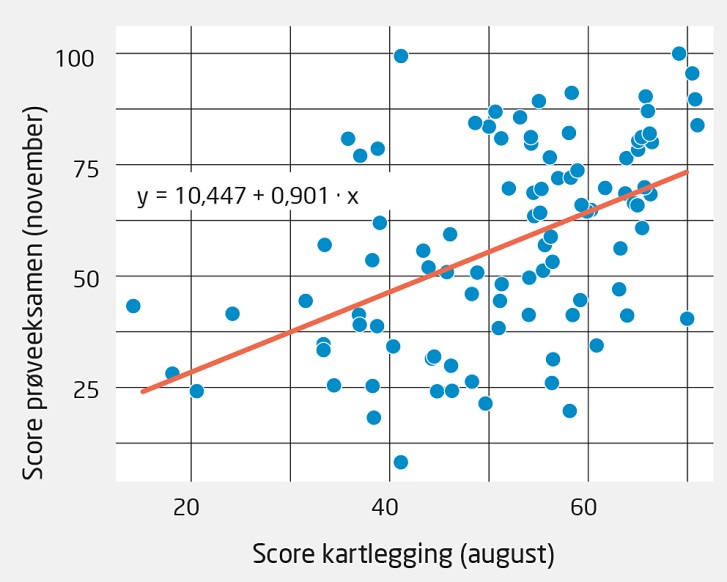 Score prøveeksamen (november)
100
75
50
25
y = 10,447 + 0,901 · x
20
40
60
Score kartlegging (august)